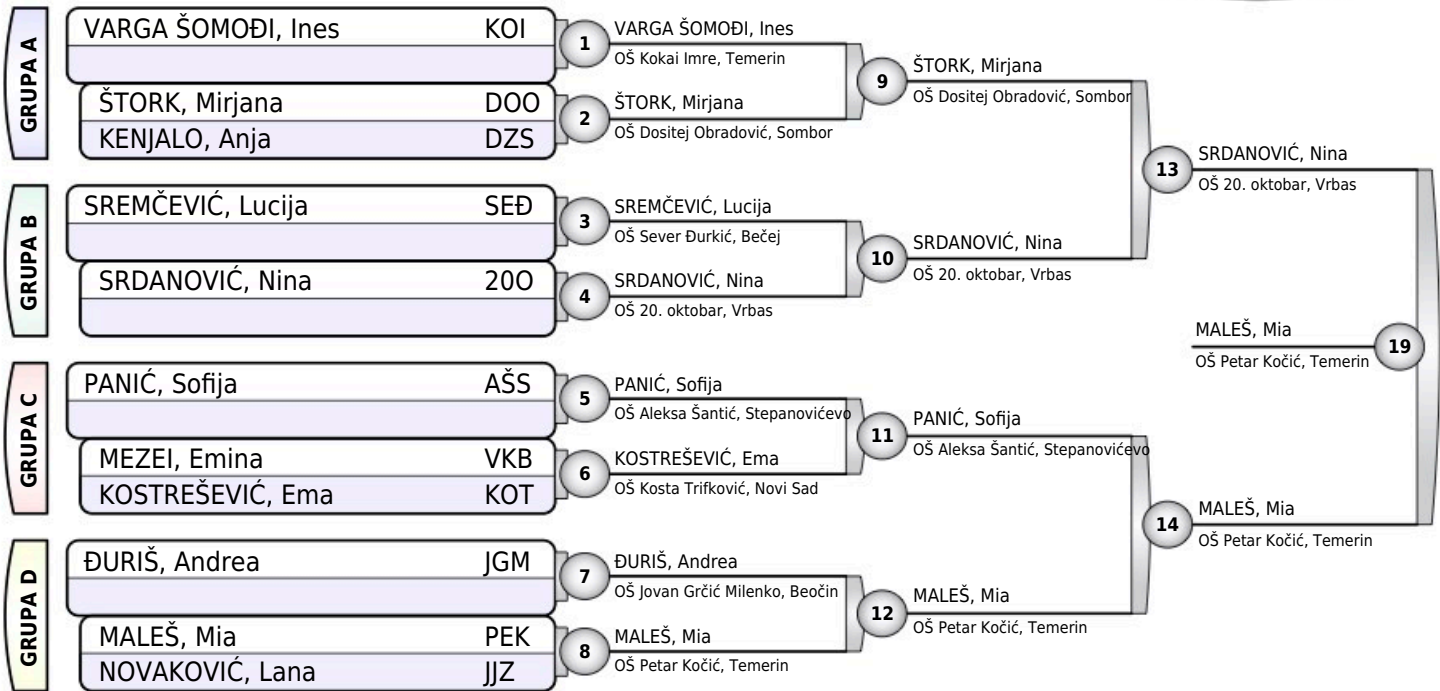 GRUPA A
VARGA ŠOMOĐI, Ines KOI
ŠTORK, Mirjana DOO
KENJALO, Anja DZS
1
VARGA ŠOMOĐI, Ines
OŠ Kokai Imre, Temerin
2
ŠTORK, Mirjana
OŠ Dositej Obradović, Sombor
9
ŠTORK, Mirjana
OŠ Dositej Obradović, Sombor
GRUPA B
SREMČEVIĆ, Lucija SEĐ
SRDANOVIĆ, Nina 20O
3
SREMČEVIĆ, Lucija
OŠ Sever Đurkić, Bečej
4
SRDANOVIĆ, Nina
OŠ 20. oktobar, Vrbas
10
SRDANOVIĆ, Nina
OŠ 20. oktobar, Vrbas
13
SRDANOVIĆ, Nina
OŠ 20. oktobar, Vrbas
GRUPA C
PANIĆ, Sofija AŠS
MEZEI, Emina VKB
KOSTREŠEVIĆ, Ema KOT
5
PANIĆ, Sofija
OŠ Aleksa Šantić, Stepanovićevo
6
KOSTREŠEVIĆ, Ema
OŠ Kosta Trifković, Novi Sad
11
PANIĆ, Sofija
OŠ Aleksa Šantić, Stepanovićevo
GRUPA D
ĐURIŠ, Andrea JGM
MALEŠ, Mia PEK
NOVAKOVIĆ, Lana JJZ
7
ĐURIŠ, Andrea
OŠ Jovan Grčić Milenko, Beočin
8
MALEŠ, Mia
OŠ Petar Kočić, Temerin
12
MALEŠ, Mia
OŠ Petar Kočić, Temerin
14
MALEŠ, Mia
OŠ Petar Kočić, Temerin
MALEŠ, Mia
OŠ Petar Kočić, Temerin
19